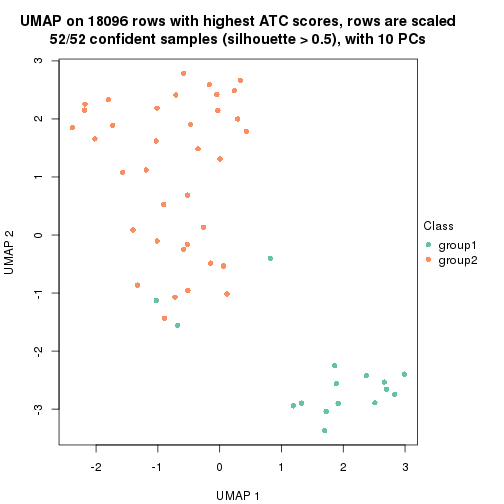 UMAP on 18096 rows with highest ATC scores, rows are scaled
52/52 confident samples (silhouette > 0.5), with 10 PCs
3
2
1
0
-1
-2
-3
UMAP 2
-2
-1
0
1
2
3
UMAP 1
Class
group1
group2